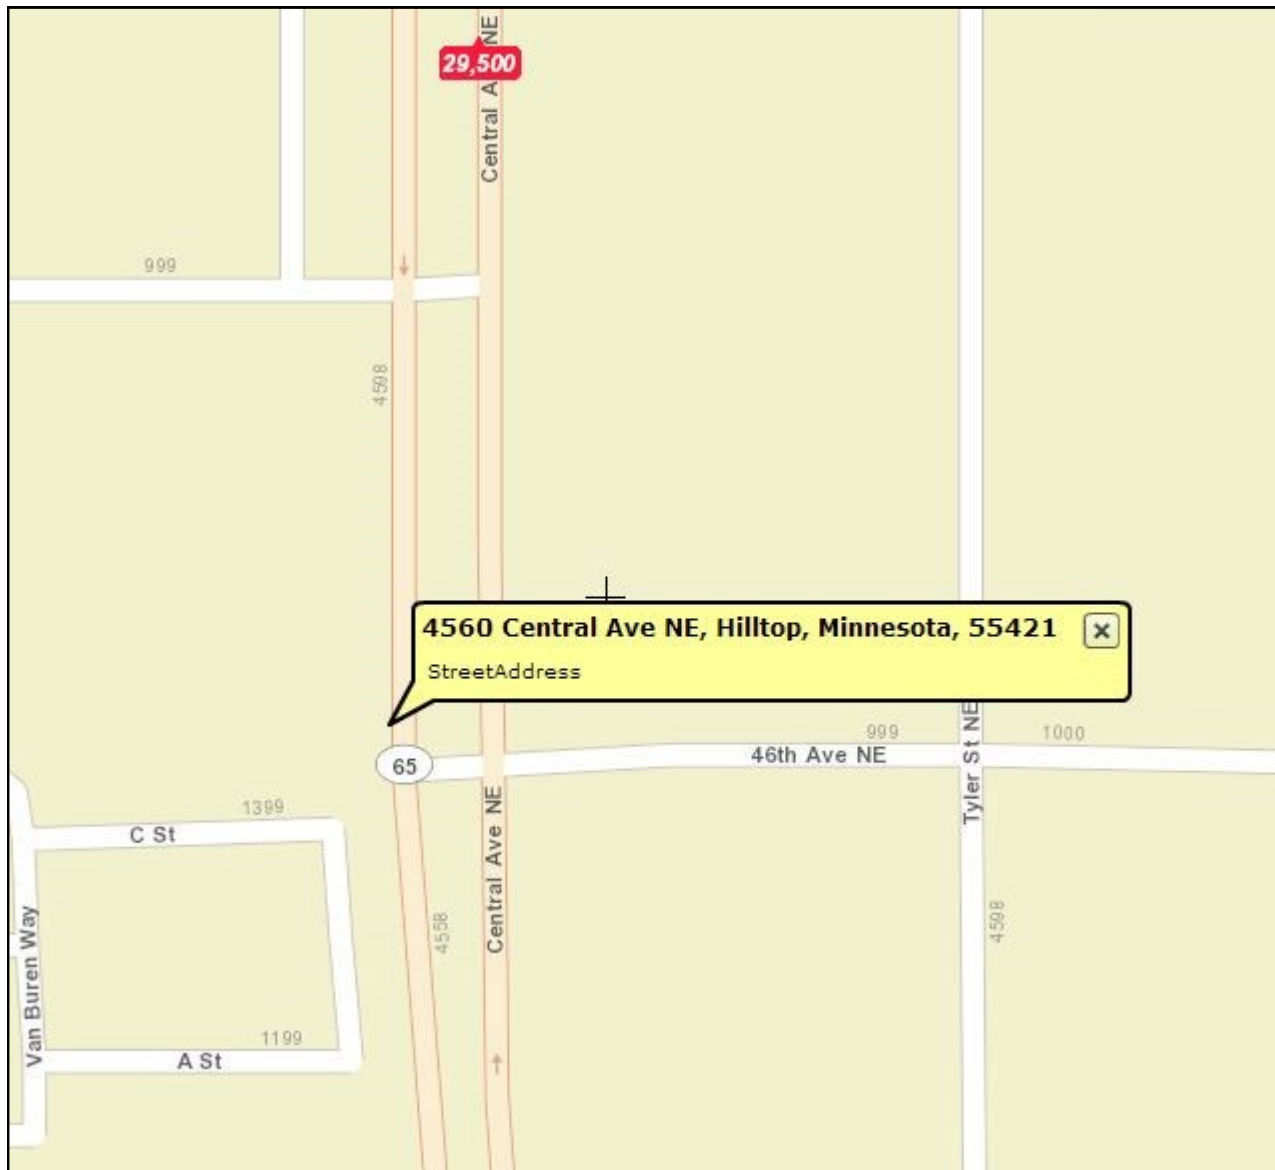 NE
29,500
Central A
999
4598
4560 Central Ave NE, Hilltop, Minnesota, 55421
StreetAddress
65
999
1000
46th Ave NE
Tyler St NE
1399
C St
Central Ave NE
4558
4598
Van Buren Way
1199
A St